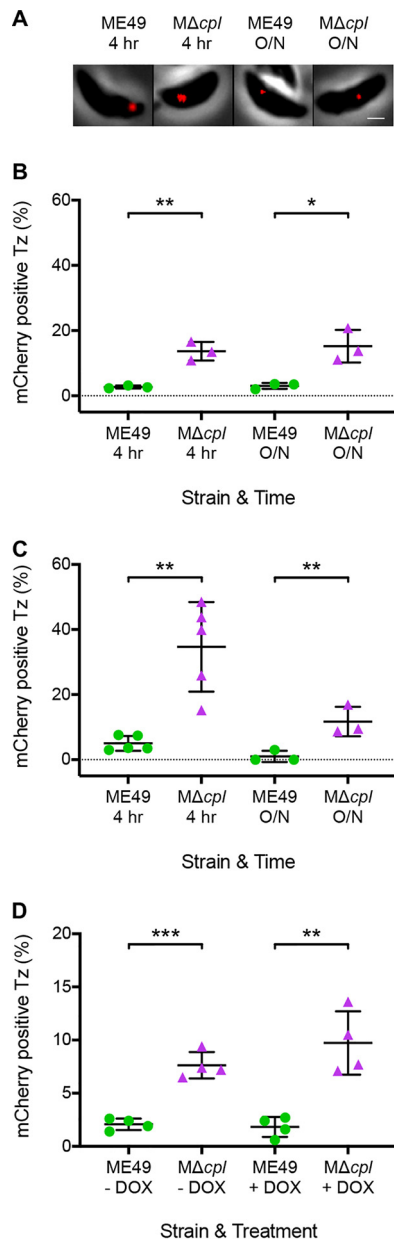 A
ME49 MΔcpl ME49 MΔcpl
4 hr 4 hr O/N O/N
B
mCherry positive Tz (%)
60
40
20
0
** *
ME49 MΔcpl ME49 MΔcpl
4 hr 4 hr O/N O/N
Strain & Time
C
mCherry positive Tz (%)
60
40
20
0
** **
ME49 MΔcpl ME49 MΔcpl
4 hr 4 hr O/N O/N
Strain & Time
D
mCherry positive Tz (%)
20
15
10
5
0
*** **
ME49 MΔcpl ME49 MΔcpl
- DOX - DOX + DOX + DOX
Strain & Treatment